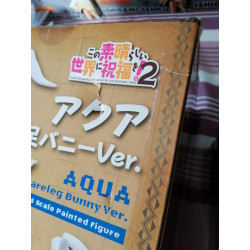 この素晴らしい
世界に祝福を!2
アクア
バニーVer.
AQUA
areleg Bunny Ver.
Scale Painted Figure